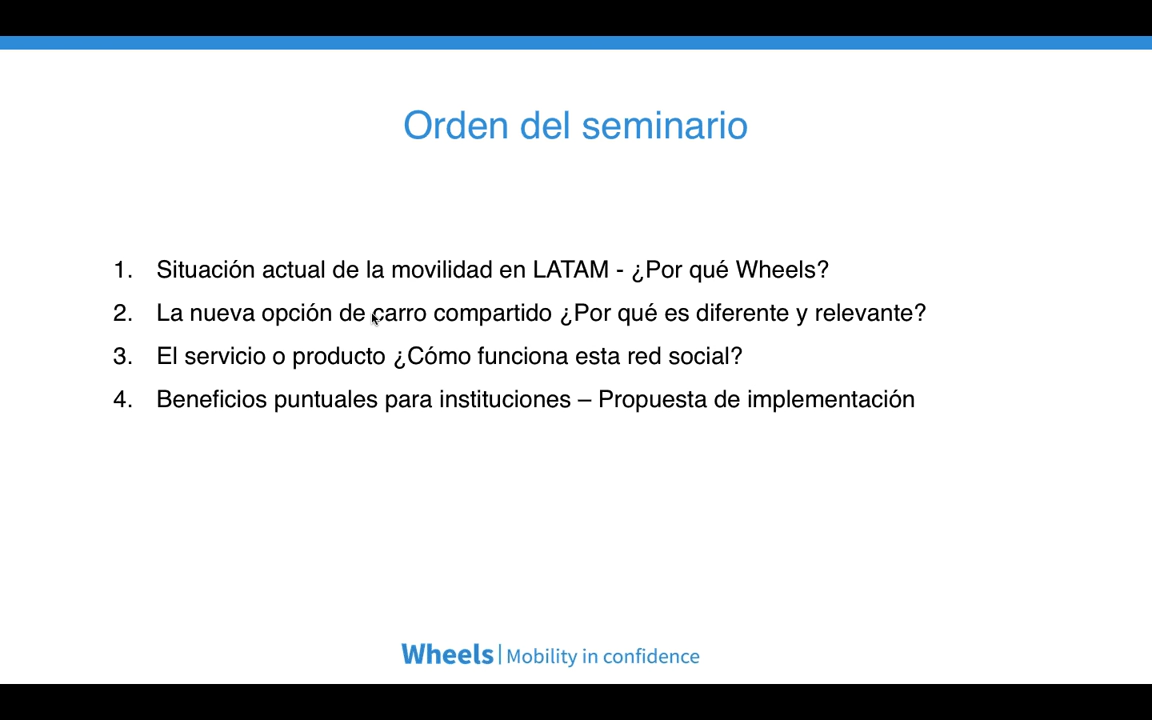 Orden del seminario
1. Situación actual de la movilidad en LATAM - ¿Por qué Wheels?
2. La nueva opción de carro compartido ¿Por qué es diferente y relevante?
3. El servicio o producto ¿Cómo funciona esta red social?
4. Beneficios puntuales para instituciones – Propuesta de implementación
Wheels | Mobility in confidence